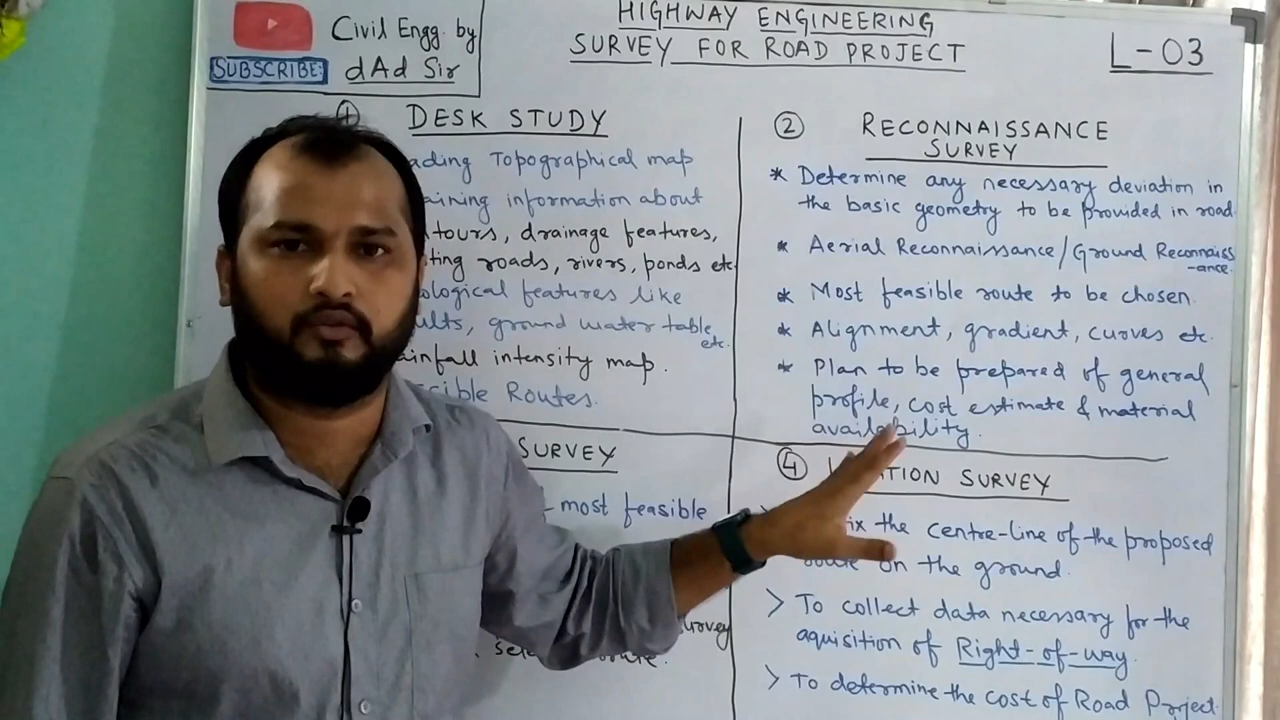 Civil Engg. by
SUBSCRIBE: dAd Sir
HIGHWAY ENGINEERING
SURVEY FOR ROAD PROJECT
L-03
① DESK STUDY
Topographical map
information about
drainage features,
roads, rivers, ponds etc
features like
ground water table,
etc.
intensity map.
Routes.
② RECONNAISSANCE
SURVEY
* Determine any necessary deviation in
the basic geometry to be provided in road
* Aerial Reconnaissance/Ground Reconnaiss
-ance.
* Most feasible route to be chosen
* Alignment, gradient, curves etc.
* Plan to be prepared of general
profile, cost estimate & material
availability.
SURVEY
most feasible
④ SURVEY
the centre-line of the proposed
on the ground.
> To collect data necessary for the
aquisition of Right-of-way.
> To determine the cost of Road Project.